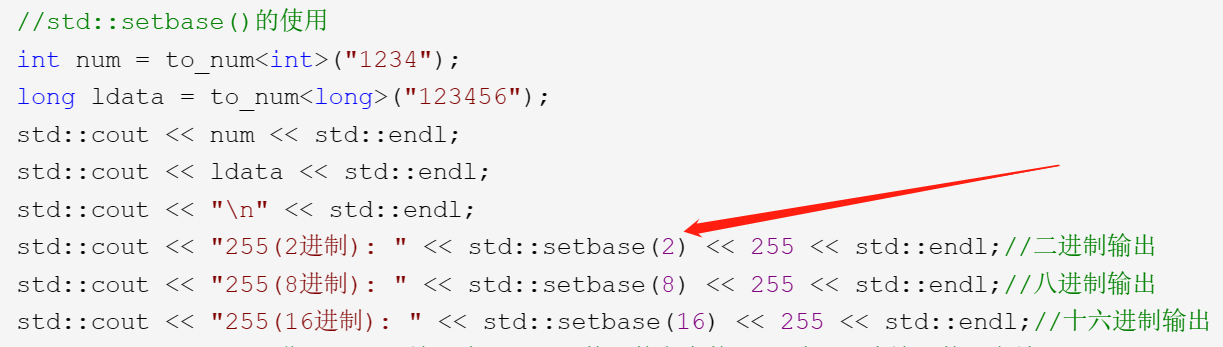 //std::setbase()的使用
int num = to_num<int>("1234");
long ldata = to_num<long>("123456");
std::cout << num << std::endl;
std::cout << ldata << std::endl;
std::cout << "\n" << std::endl;
std::cout << "255(2进制): " << std::setbase(2) << 255 << std::endl;//二进制输出
std::cout << "255(8进制): " << std::setbase(8) << 255 << std::endl;//八进制输出
std::cout << "255(16进制): " << std::setbase(16) << 255 << std::endl;//十六进制输出